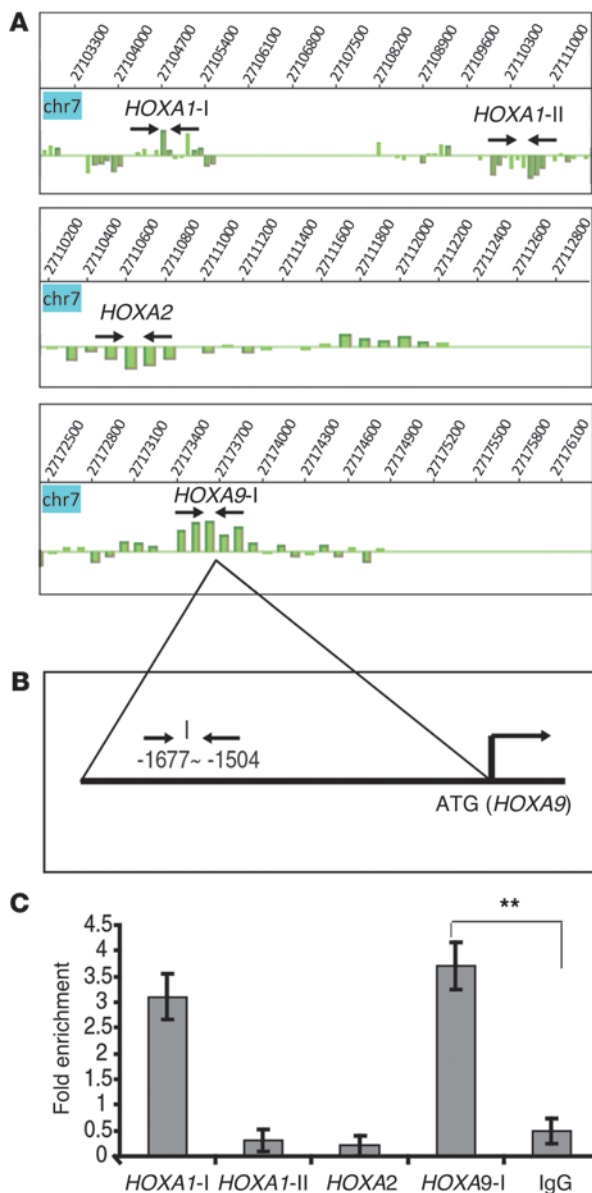 A
27103300 27104000 27104700 27105400 27106100 27106800 27107500 27108200 27108900 27109600 27110300 27111000
chr7
HOXA1-I
HOXA1-II
27110200 27110400 27110600 27110800 27111000 27111200 27111400 27111600 27111800 27112000 27112200 27112400 27112600 27112800
chr7
HOXA2
27172500 27172800 27173100 27173400 27173700 27174000 27174300 27174600 27174900 27175200 27175500 27175800 27176100
chr7
HOXA9-I
B
I
-1677~ -1504
ATG (HOXA9)
C
**
Fold enrichment
4.5
4
3.5
3
2.5
2
1.5
1
0.5
0
HOXA1-I HOXA1-II HOXA2 HOXA9-I IgG